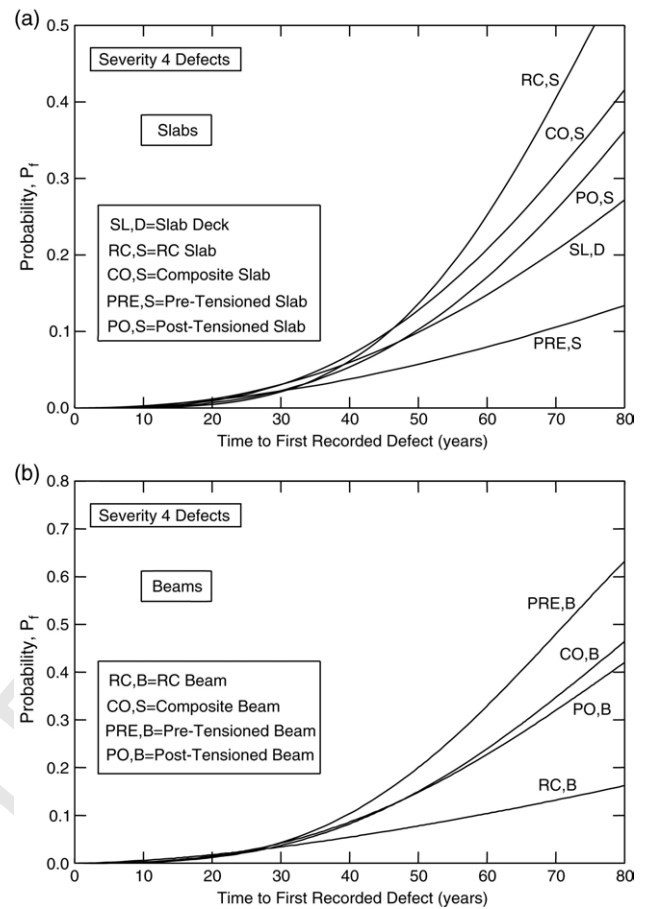 (a)
0.5
0.4
0.3
0.2
0.1
0.0
Probability, P_f
Severity 4 Defects
Slabs
SL,D=Slab Deck
RC,S=RC Slab
CO,S=Composite Slab
PRE,S=Pre-Tensioned Slab
PO,S=Post-Tensioned Slab
RC,S
CO,S
PO,S
SL,D
PRE,S
0 10 20 30 40 50 60 70 80
Time to First Recorded Defect (years)
(b)
0.8
0.7
0.6
0.5
0.4
0.3
0.2
0.1
0.0
Probability, P_f
Severity 4 Defects
Beams
RC,B=RC Beam
CO,S=Composite Beam
PRE,B=Pre-Tensioned Beam
PO,B=Post-Tensioned Beam
PRE,B
CO,B
PO,B
RC,B
0 10 20 30 40 50 60 70 80
Time to First Recorded Defect (years)